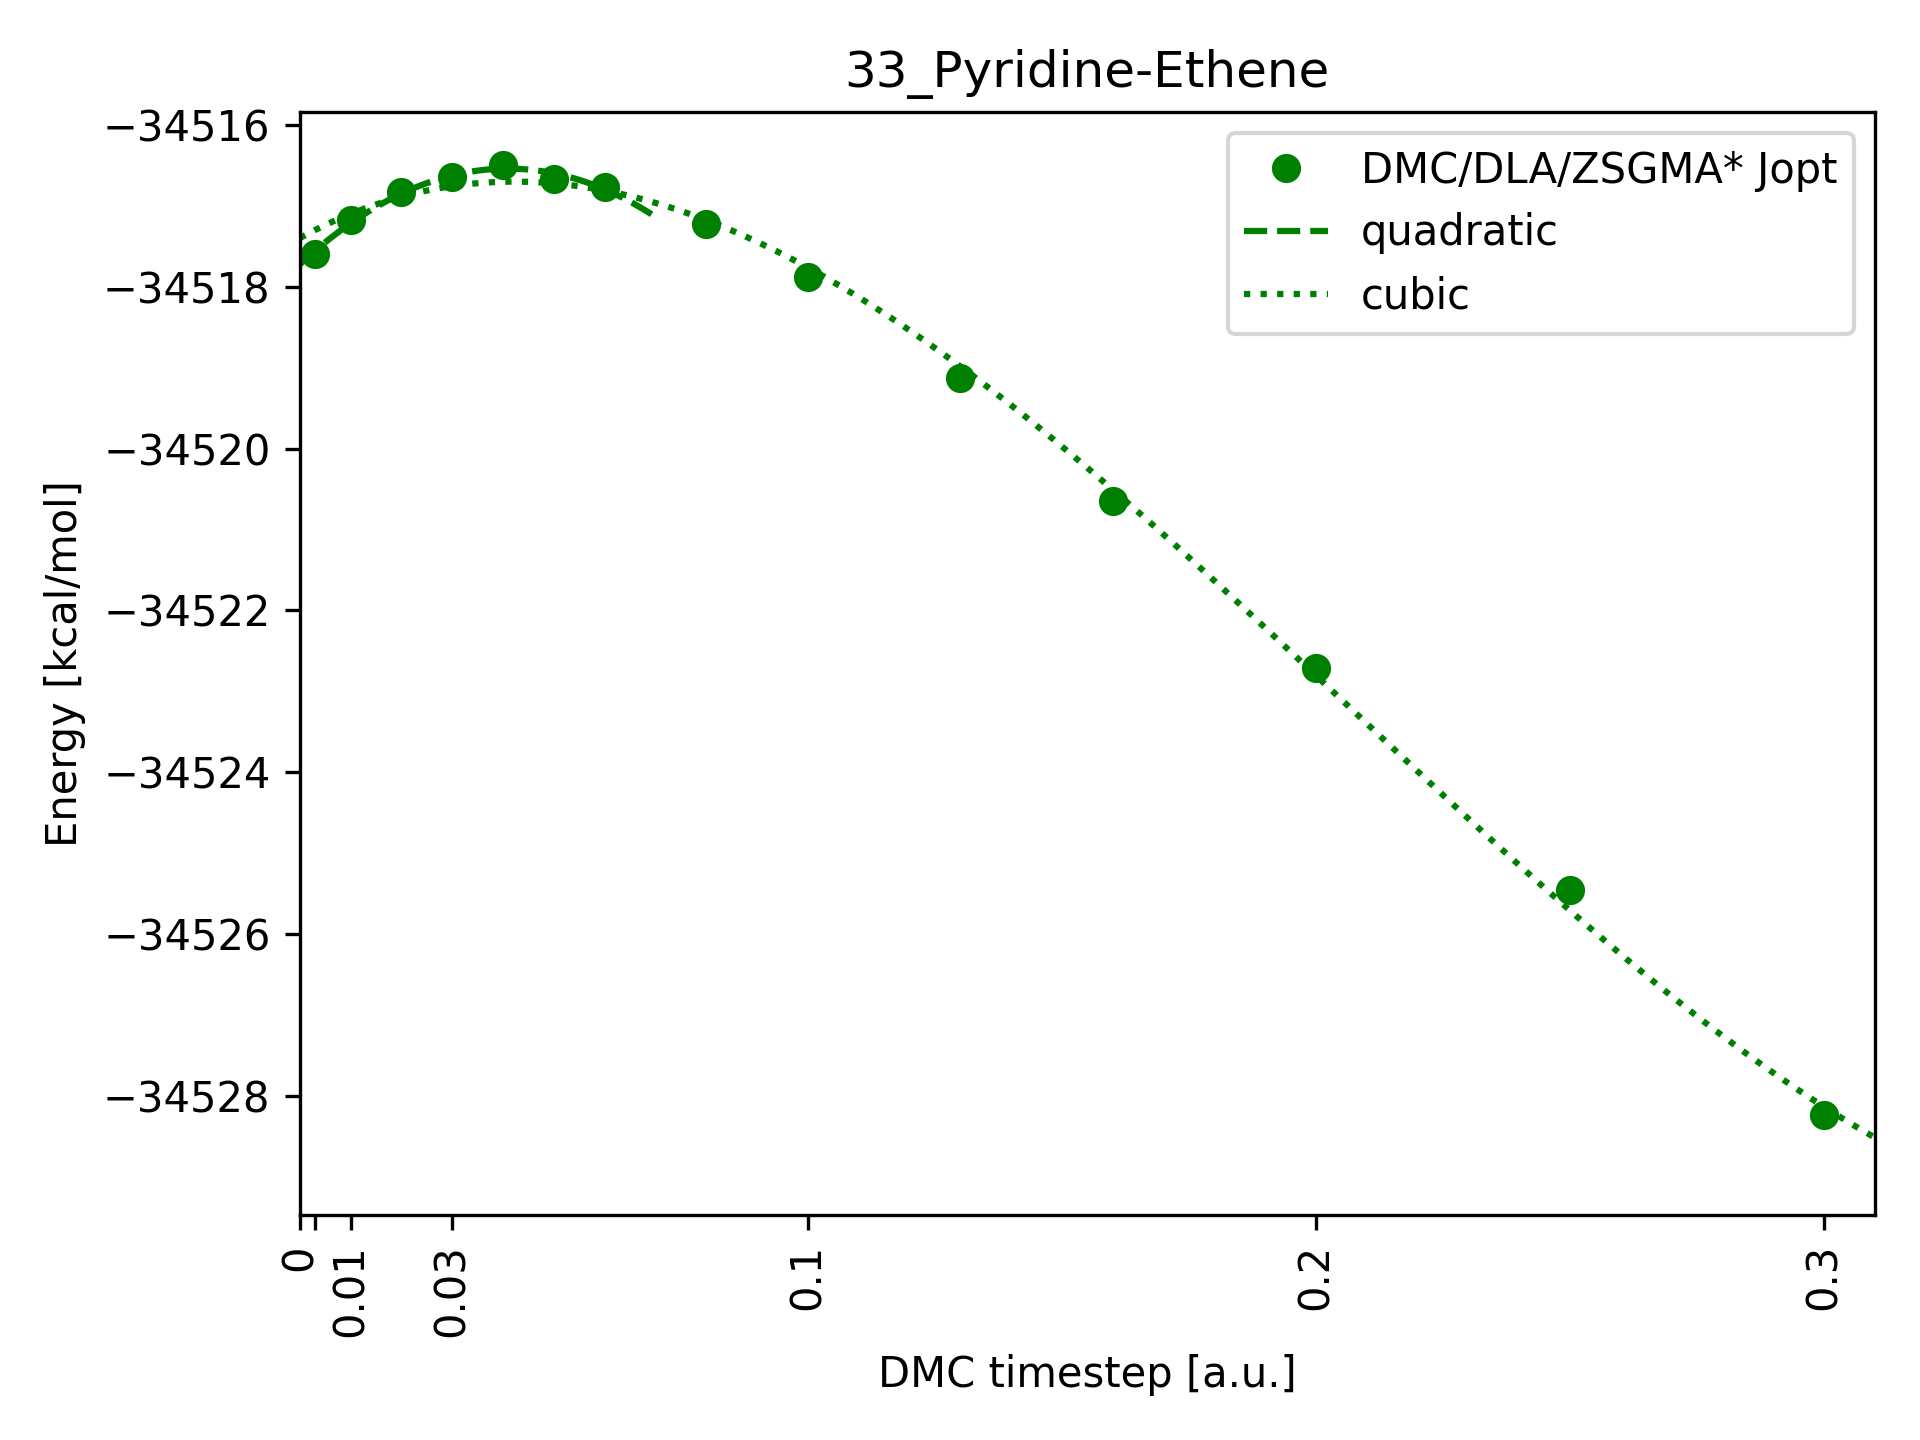 33_Pyridine-Ethene
DMC/DLA/ZSGMA* Jopt
quadratic
cubic
−34516
−34518
−34520
−34522
−34524
−34526
−34528
Energy [kcal/mol]
0
0.01
0.03
0.1
0.2
0.3
DMC timestep [a.u.]